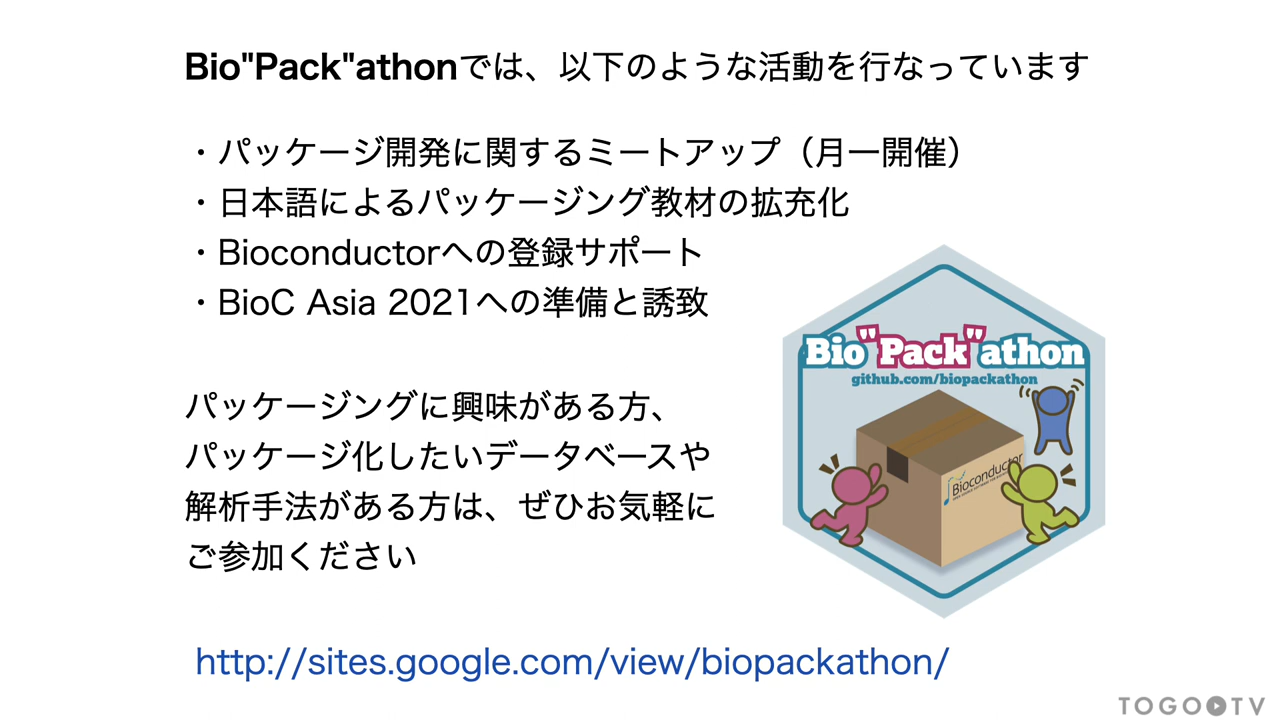 Bio"Pack"athonでは、以下のような活動を行なっています
・パッケージ開発に関するミートアップ（月一開催）
・日本語によるパッケージング教材の拡充化
・Bioconductorへの登録サポート
・BioC Asia 2021への準備と誘致
パッケージングに興味がある方、
パッケージ化したいデータベースや
解析手法がある方は、ぜひお気軽に
ご参加ください
Bio"Pack"athon
github.com/biopackathon
Bioconductor
http://sites.google.com/view/biopackathon/
TOGOTV